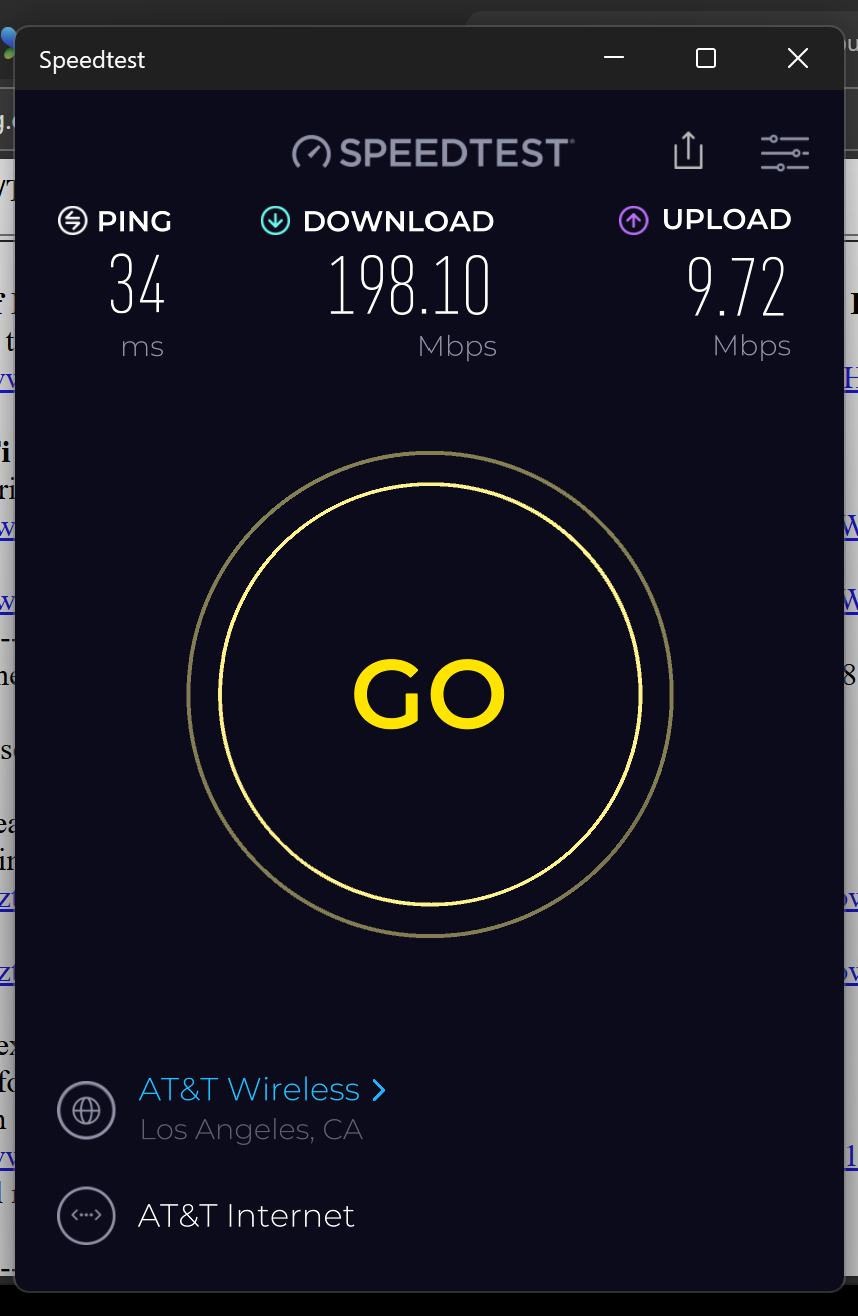 Speedtest
SPEEDTEST
PING
DOWNLOAD
UPLOAD
34
198.10
9.72
ms
Mbps
Mbps
GO
AT&T Wireless
Los Angeles, CA
AT&T Internet